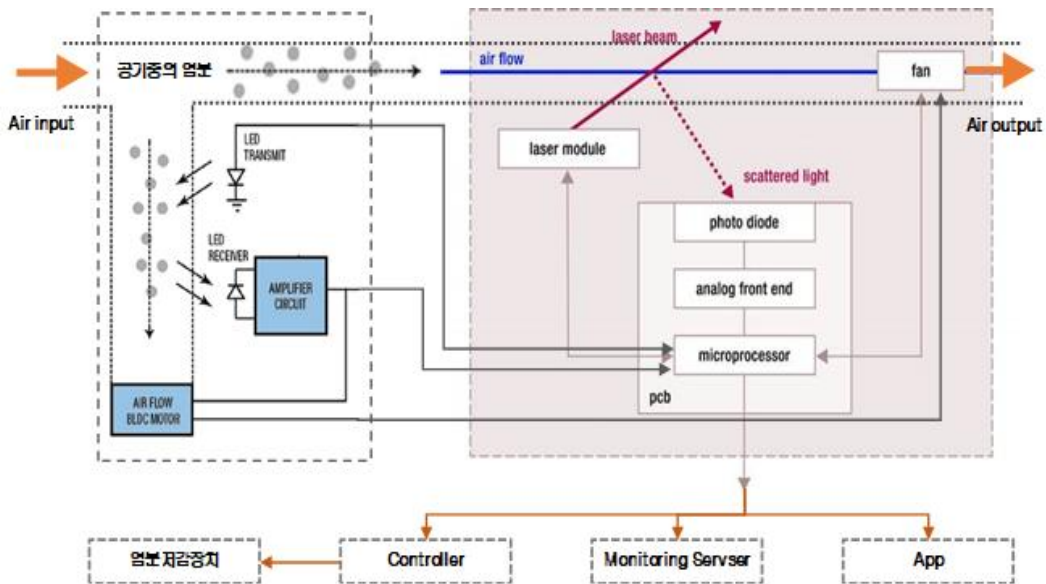 laser beam
공기중의 염분
air flow
fan
Air input
Air output
LED
TRANSMIT
laser module
scattered light
photo diode
LED
RECEIVER
AMPLIFIER
CIRCUIT
analog front end
microprocessor
pcb
AIR FLOW
BLDC MOTOR
염분저감장치
Controller
Monitoring Servser
App